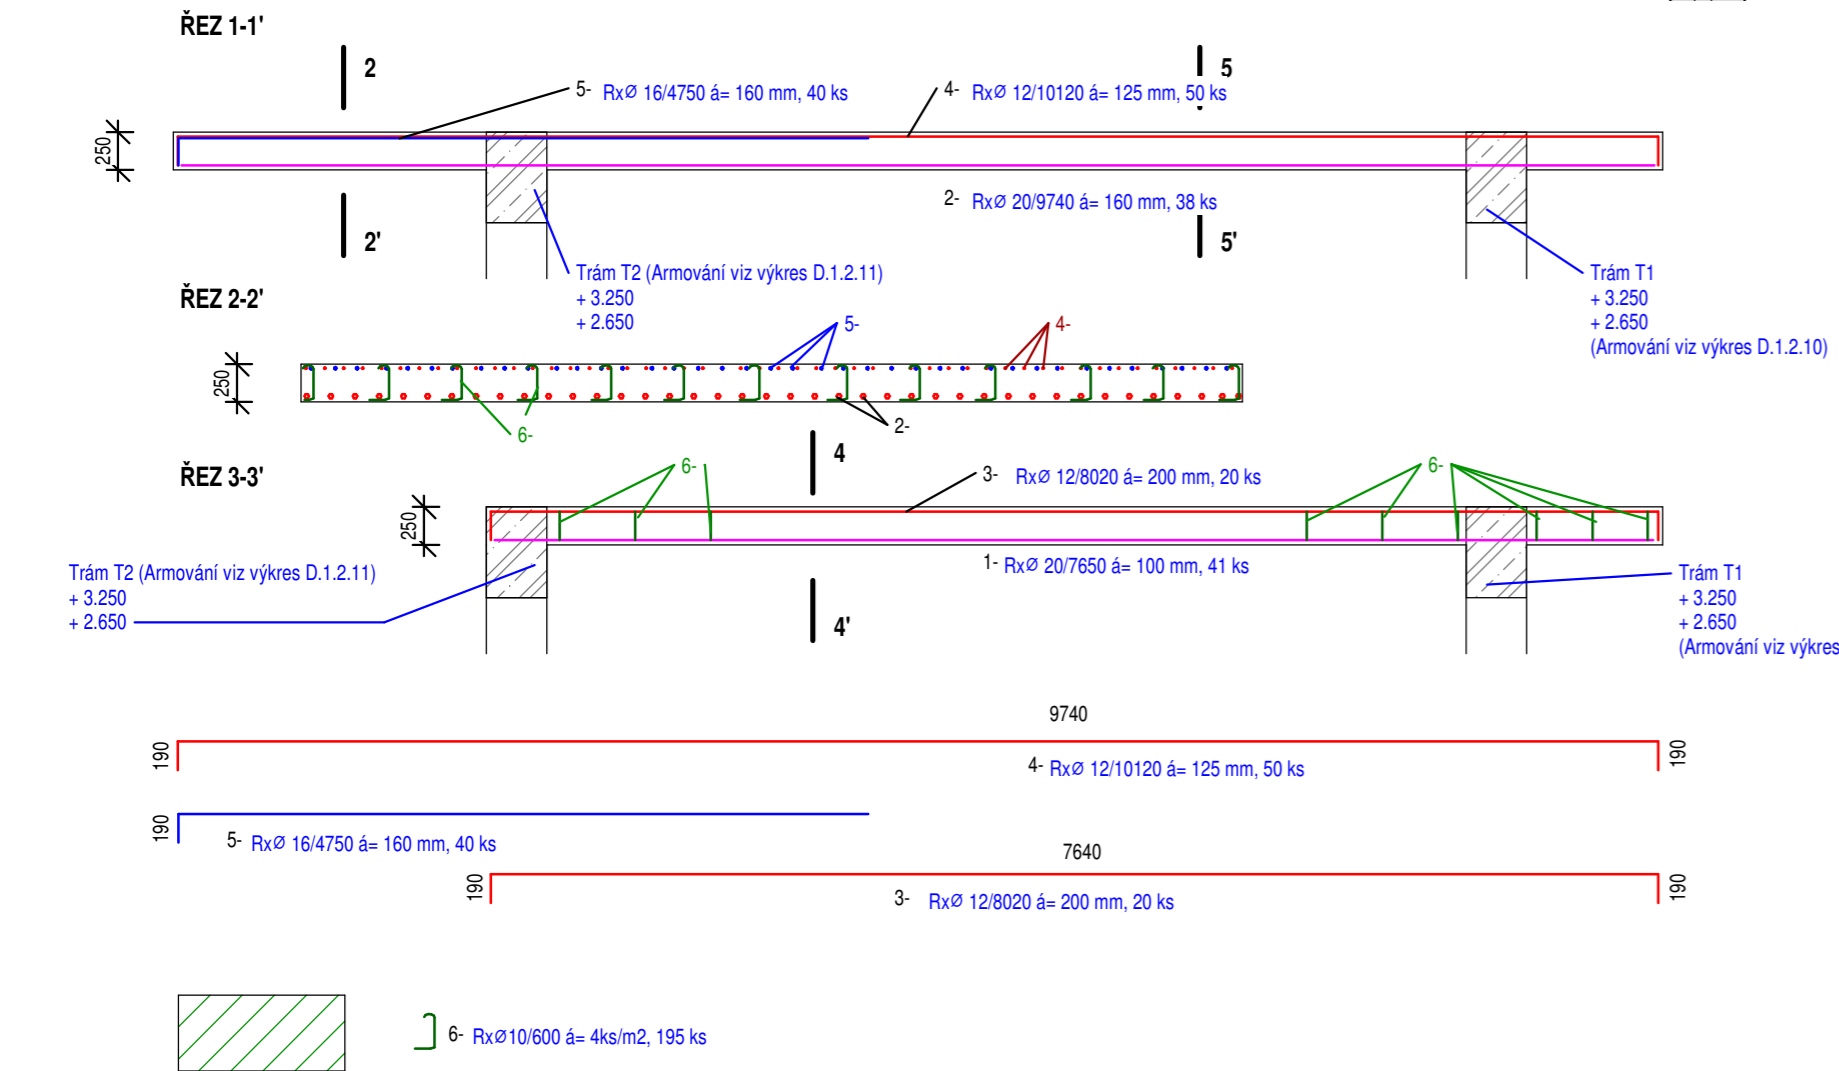 ŘEZ 1-1'
2
5
5- RxØ 16/4750 á= 160 mm, 40 ks
4- RxØ 12/10120 á= 125 mm, 50 ks
250
2- RxØ 20/9740 á= 160 mm, 38 ks
2'
5'
Trám T2 (Armování viz výkres D.1.2.11)
+ 3.250
+ 2.650
Trám T1
+ 3.250
+ 2.650
(Armování viz výkres D.1.2.10)
ŘEZ 2-2'
5-
4-
250
2-
6-
4
ŘEZ 3-3'
6-
3- RxØ 12/8020 á= 200 mm, 20 ks
6-
250
1- RxØ 20/7650 á= 100 mm, 41 ks
Trám T2 (Armování viz výkres D.1.2.11)
+ 3.250
+ 2.650
4'
Trám T1
+ 3.250
+ 2.650
(Armování viz výkres
9740
190
190
4- RxØ 12/10120 á= 125 mm, 50 ks
190
5- RxØ 16/4750 á= 160 mm, 40 ks
7640
190
190
3- RxØ 12/8020 á= 200 mm, 20 ks
6- RxØ10/600 á= 4ks/m2, 195 ks